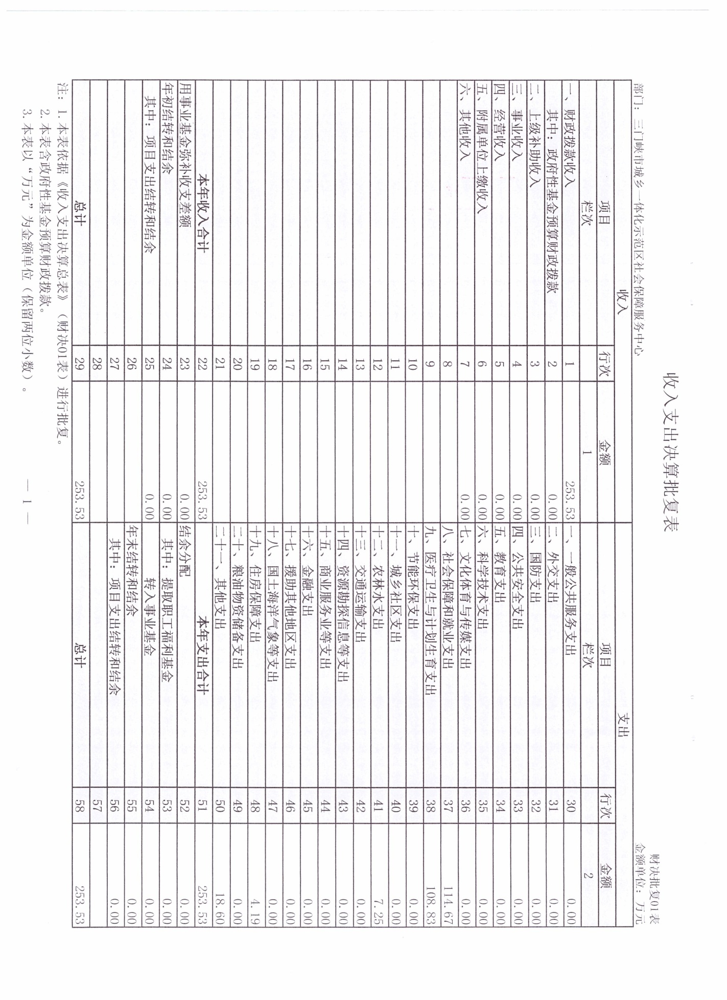 收入支出决算批复表
财决批复01表
部门：三门峡市城乡一体化示范区社会保障服务中心 金额单位：万元
收入 支出
项目 行次 金额 项目 行次 金额
栏次 1 栏次 2
一、财政拨款收入 1 253.53 一、一般公共服务支出 30 0.00
其中：政府性基金预算财政拨款 2 0.00 二、外交支出 31 0.00
二、上级补助收入 3 0.00 三、国防支出 32 0.00
三、事业收入 4 0.00 四、公共安全支出 33 0.00
四、经营收入 5 0.00 五、教育支出 34 0.00
五、附属单位上缴收入 6 0.00 六、科学技术支出 35 0.00
六、其他收入 7 0.00 七、文化体育与传媒支出 36 0.00
8 八、社会保障和就业支出 37 114.67
9 九、医疗卫生与计划生育支出 38 108.83
10 十、节能环保支出 39 0.00
11 十一、城乡社区支出 40 0.00
12 十二、农林水支出 41 7.25
13 十三、交通运输支出 42 0.00
14 十四、资源勘探信息等支出 43 0.00
15 十五、商业服务业等支出 44 0.00
16 十六、金融支出 45 0.00
17 十七、援助其他地区支出 46 0.00
18 十八、国土海洋气象等支出 47 0.00
19 十九、住房保障支出 48 4.19
20 二十、粮油物资储备支出 49 0.00
21 二十一、其他支出 50 18.60
本年收入合计 22 253.53 本年支出合计 51 253.53
用事业基金弥补收支差额 23 0.00 结余分配 52 0.00
年初结转和结余 24 0.00 其中：提取职工福利基金 53 0.00
其中：项目支出结转和结余 25 0.00 转入事业基金 54 0.00
26 年末结转和结余 55 0.00
27 其中：项目支出结转和结余 56 0.00
28 57
总计 29 253.53 总计 58 253.53
注：1.本表依据《收入支出决算总表》（财决01表）进行批复。
2.本表含政府性基金预算财政拨款。
3.本表以“万元”为金额单位（保留两位小数）。
— 1 —